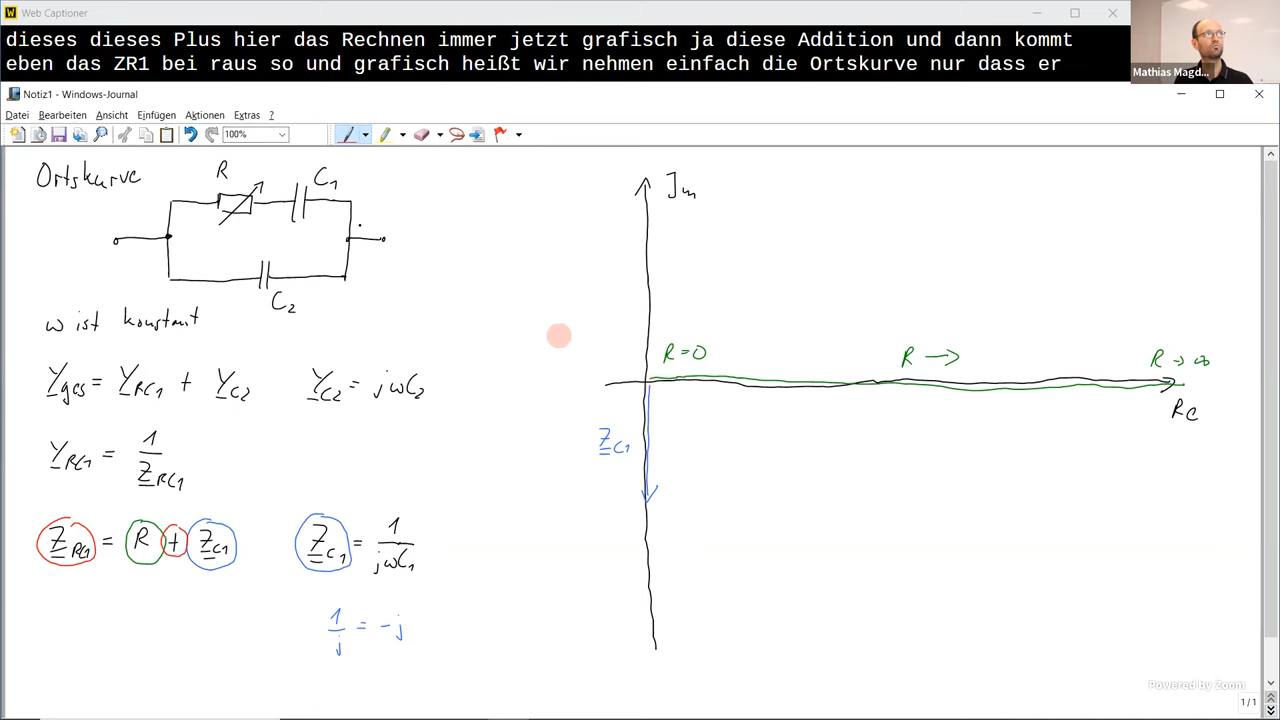 Web Captioner
dieses dieses Plus hier das Rechnen immer jetzt grafisch ja diese Addition und dann kommt
eben das ZR1 bei raus so und grafisch heißt wir nehmen einfach die Ortskurve nur dass er
Mathias Magd...
Notiz1 - Windows-Journal
Datei Bearbeiten Ansicht Einfügen Aktionen Extras ?
100%
Ortskurve
R
C1
C2
ω ist konstant
Yges = YRC1 + YC2
YC2 = jωC2
YRC1 = 1/ZRC1
ZRC1 = R + ZC1
ZC1 = 1/jωC1
1/j = -j
Im
R=0
R →
R → ∞
Re
ZC1
Powered by Zoom
1/1